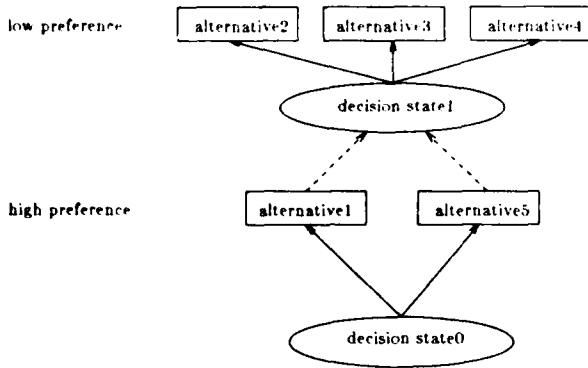 low preference
alternative2
alternative3
alternative4
decision state1
high preference
alternative1
alternative5
decision state0